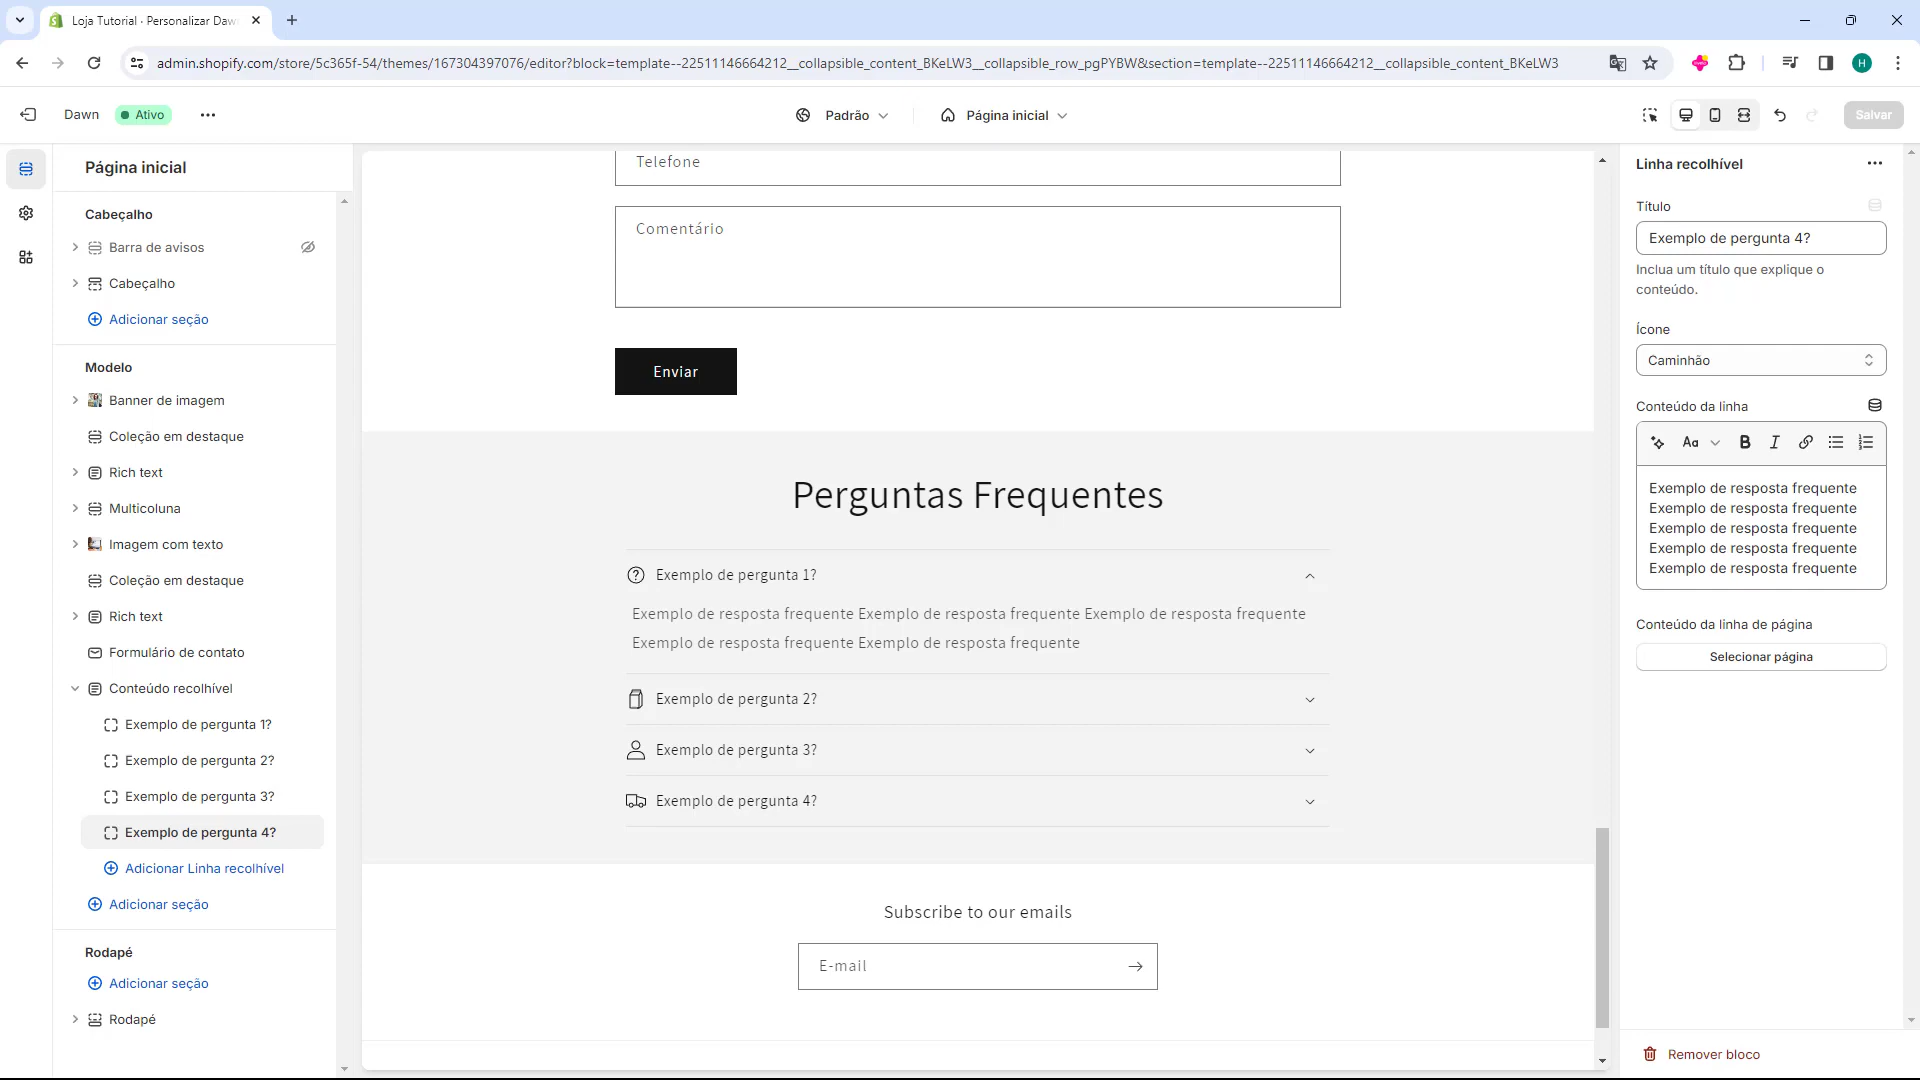 Loja Tutorial · Personalizar Daw
admin.shopify.com/store/5c365f-54/themes/167304397076/editor?block=template--22511146664212__collapsible_content_BKeLW3__collapsible_row_pgPYBW&section=template--22511146664212__collapsible_content_BKeLW3
H
Dawn
Ativo
Padrão
Página inicial
Salvar
Página inicial
Cabeçalho
Barra de avisos
Cabeçalho
Adicionar seção
Modelo
Banner de imagem
Coleção em destaque
Rich text
Multicoluna
Imagem com texto
Coleção em destaque
Rich text
Formulário de contato
Conteúdo recolhível
Exemplo de pergunta 1?
Exemplo de pergunta 2?
Exemplo de pergunta 3?
Exemplo de pergunta 4?
Adicionar Linha recolhível
Adicionar seção
Rodapé
Adicionar seção
Rodapé
Telefone
Comentário
Enviar
Perguntas Frequentes
Exemplo de pergunta 1?
Exemplo de resposta frequente Exemplo de resposta frequente Exemplo de resposta frequente
Exemplo de resposta frequente Exemplo de resposta frequente
Exemplo de pergunta 2?
Exemplo de pergunta 3?
Exemplo de pergunta 4?
Subscribe to our emails
E-mail
Linha recolhível
Título
Exemplo de pergunta 4?
Inclua um título que explique o
conteúdo.
Ícone
Caminhão
Conteúdo da linha
Aa
B
I
Exemplo de resposta frequente
Exemplo de resposta frequente
Exemplo de resposta frequente
Exemplo de resposta frequente
Exemplo de resposta frequente
Conteúdo da linha de página
Selecionar página
Remover bloco